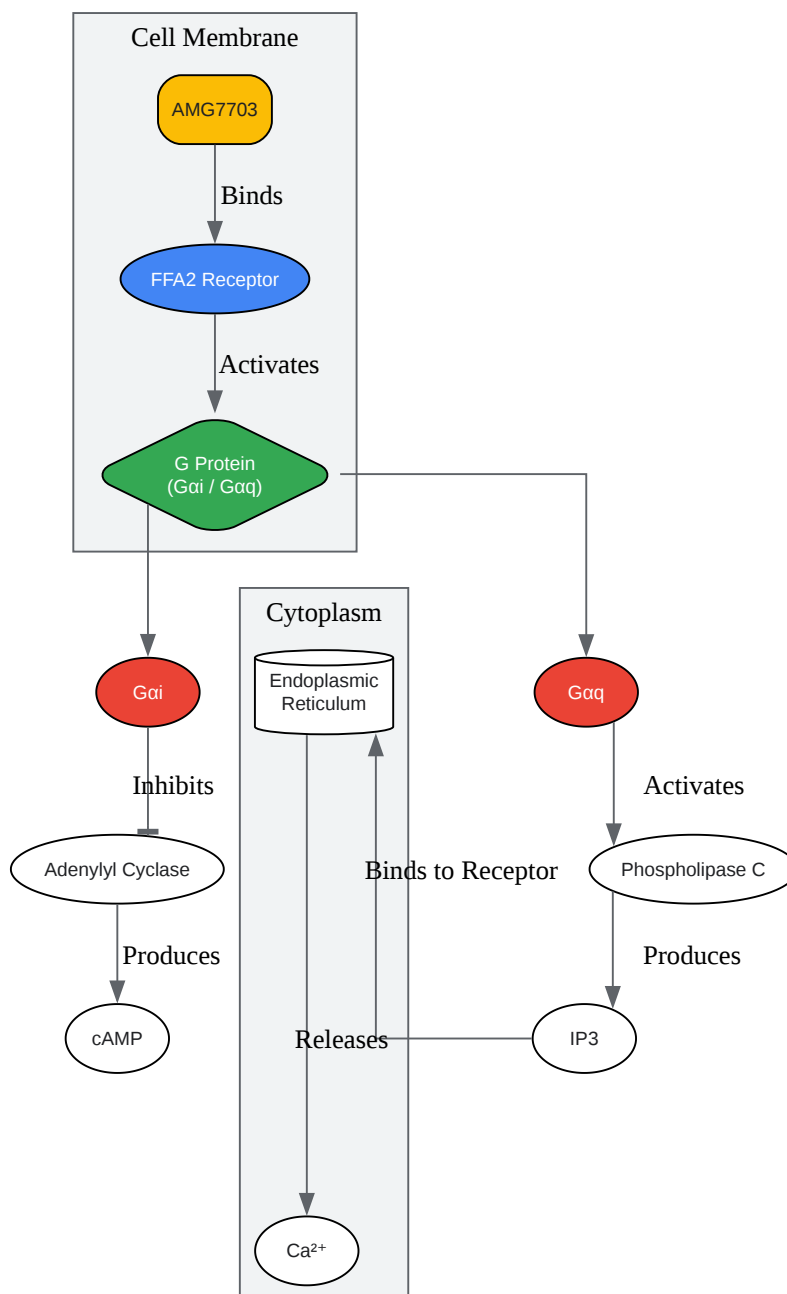 Cell Membrane
AMG7703
Binds
FFA2 Receptor
Activates
G Protein
(Gαi / Gαq)
Cytoplasm
Endoplasmic
Reticulum
Gαi
Gαq
Inhibits
Activates
Adenylyl Cyclase
Binds to Receptor
Phospholipase C
Produces
Produces
cAMP
Releases
IP3
Ca²⁺